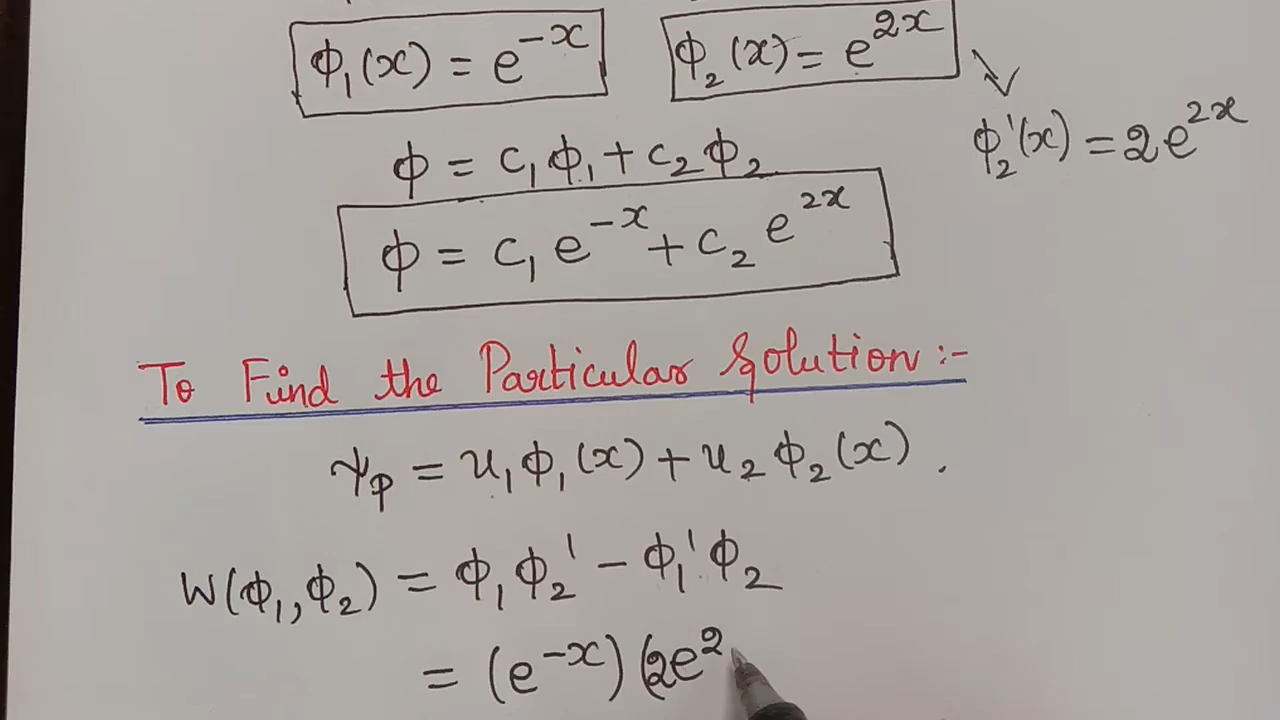 ϕ₁(x) = e^{-x}   ϕ₂(x) = e^{2x}
ϕ₂'(x) = 2e^{2x}
ϕ = c₁ϕ₁ + c₂ϕ₂
ϕ = c₁e^{-x} + c₂e^{2x}
To Find the Particular Solution :-
ψₚ = u₁ϕ₁(x) + u₂ϕ₂(x).
W(ϕ₁, ϕ₂) = ϕ₁ϕ₂' - ϕ₁'ϕ₂
= (e^{-x}) (2e^{2